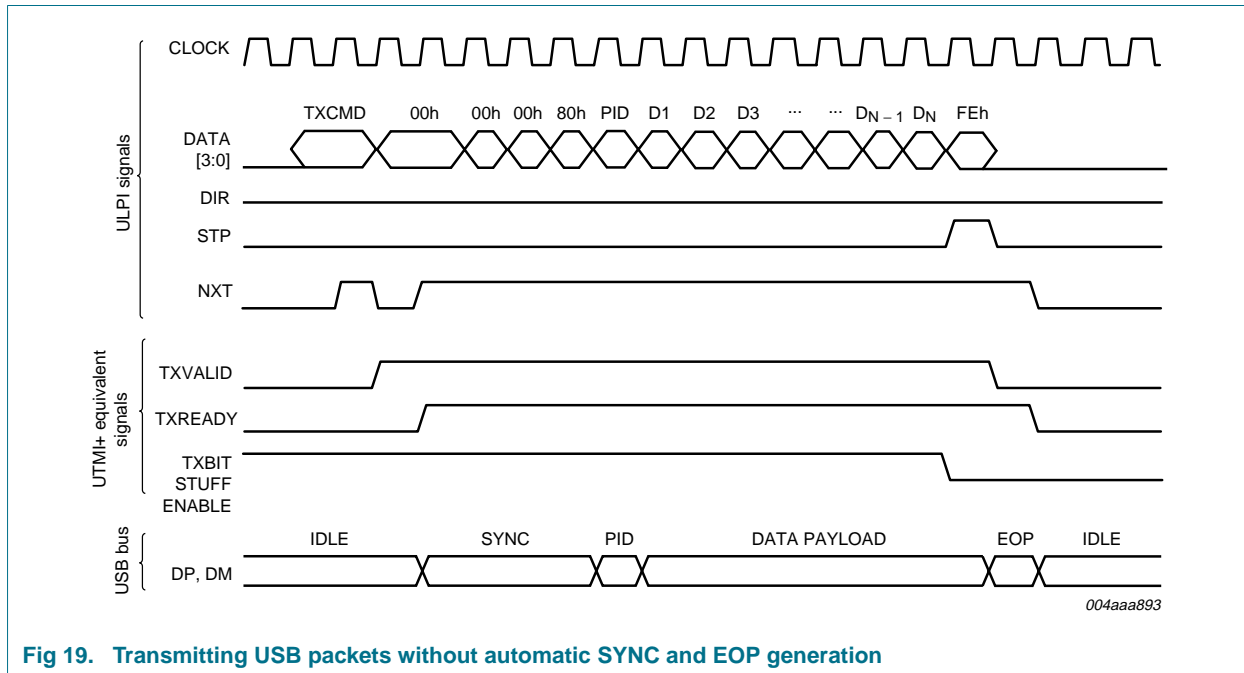 CLOCK
TXCMD 00h 00h 00h 80h PID D1 D2 D3 ... ... DN – 1 DN FEh
DATA
[3:0]
DIR
STP
NXT
ULPI signals
TXVALID
TXREADY
TXBIT
STUFF
ENABLE
UTMI+ equivalent
signals
IDLE SYNC PID DATA PAYLOAD EOP IDLE
DP, DM
USB bus
004aaa893
Fig 19. Transmitting USB packets without automatic SYNC and EOP generation